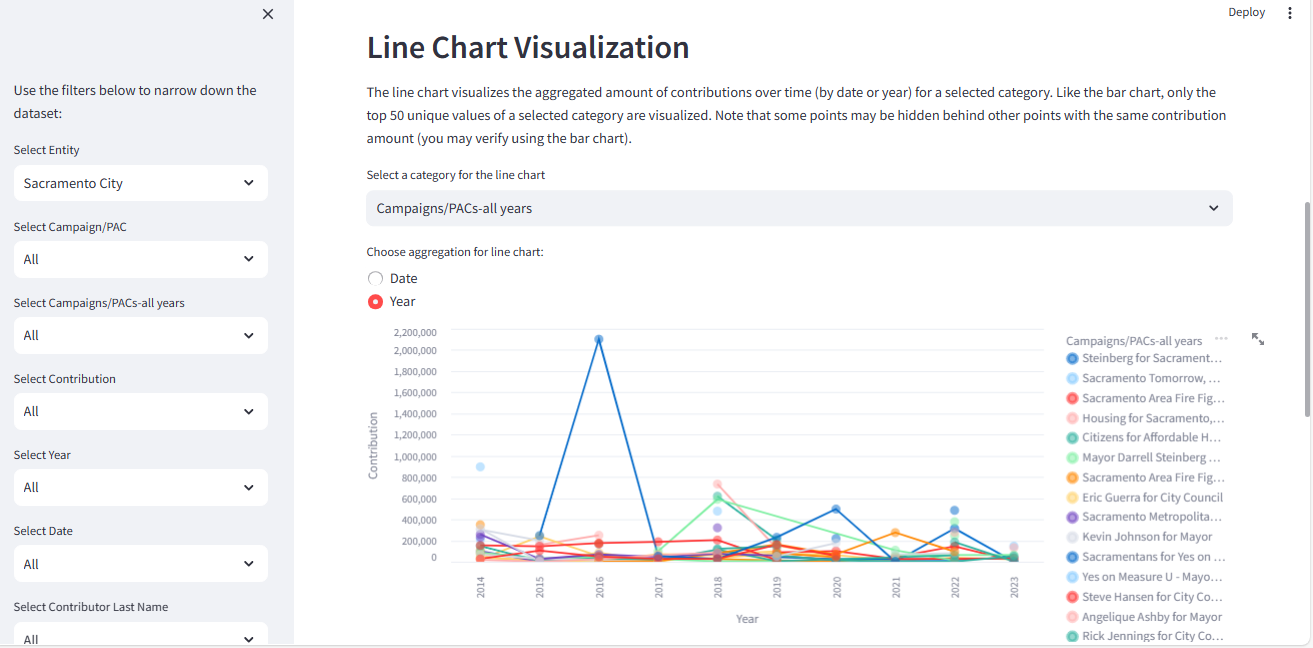 Deploy
Use the filters below to narrow down the
dataset:
Select Entity
Sacramento City
Select Campaign/PAC
All
Select Campaigns/PACs-all years
All
Select Contribution
All
Select Year
All
Select Date
All
Select Contributor Last Name
All
Line Chart Visualization
The line chart visualizes the aggregated amount of contributions over time (by date or year) for a selected category. Like the bar chart, only the
top 50 unique values of a selected category are visualized. Note that some points may be hidden behind other points with the same contribution
amount (you may verify using the bar chart).
Select a category for the line chart
Campaigns/PACs-all years
Choose aggregation for line chart:
Date
Year
2,200,000
2,000,000
1,800,000
1,600,000
1,400,000
1,200,000
1,000,000
800,000
600,000
400,000
200,000
0
Contribution
2014
2015
2016
2017
2018
2019
2020
2021
2022
2023
Year
Campaigns/PACs-all years
Steinberg for Sacrament…
Sacramento Tomorrow, …
Sacramento Area Fire Fig…
Housing for Sacramento,…
Citizens for Affordable H…
Mayor Darrell Steinberg …
Sacramento Area Fire Fig…
Eric Guerra for City Council
Sacramento Metropolita…
Kevin Johnson for Mayor
Sacramentans for Yes on …
Yes on Measure U - Mayo…
Steve Hansen for City Co…
Angelique Ashby for Mayor
Rick Jennings for City Co…